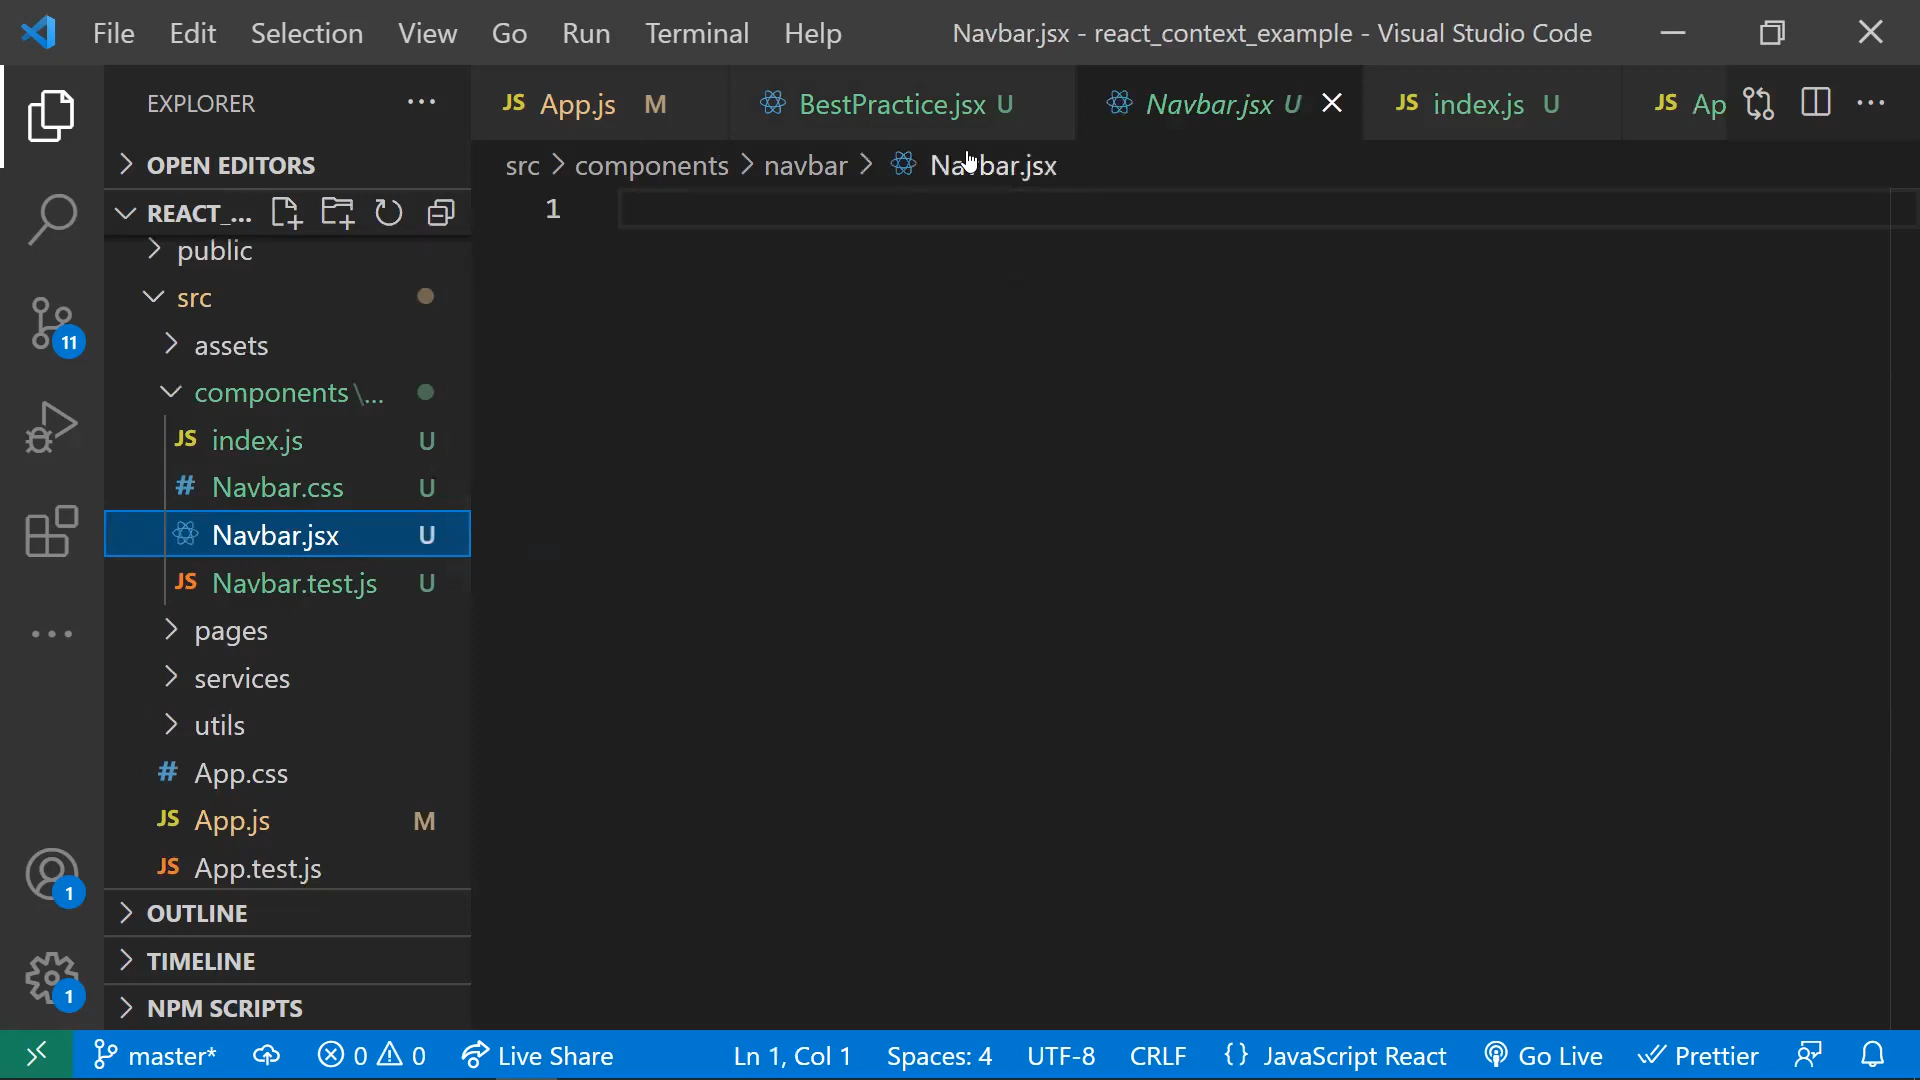 File Edit Selection View Go Run Terminal Help Navbar.jsx - react_context_example - Visual Studio Code
EXPLORER
JS App.js M BestPractice.jsx U Navbar.jsx U JS index.js U JS Ap
OPEN EDITORS
src > components > navbar > Navbar.jsx
REACT_...
1
public
src
assets
components \...
JS index.js U
# Navbar.css U
Navbar.jsx U
JS Navbar.test.js U
pages
services
utils
# App.css
JS App.js M
JS App.test.js
OUTLINE
TIMELINE
NPM SCRIPTS
11
1
1
master* 0 0 Live Share Ln 1, Col 1 Spaces: 4 UTF-8 CRLF {} JavaScript React Go Live Prettier